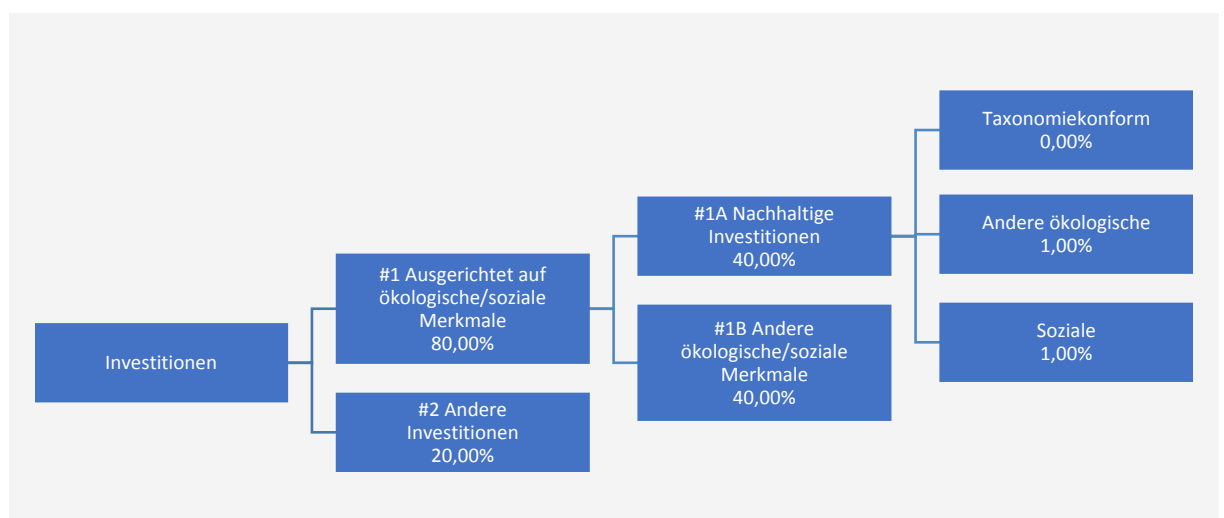 Investitionen
#1 Ausgerichtet auf
ökologische/soziale
Merkmale
80,00%
#2 Andere
Investitionen
20,00%
#1A Nachhaltige
Investitionen
40,00%
#1B Andere
ökologische/soziale
Merkmale
40,00%
Taxonomiekonform
0,00%
Andere ökologische
1,00%
Soziale
1,00%